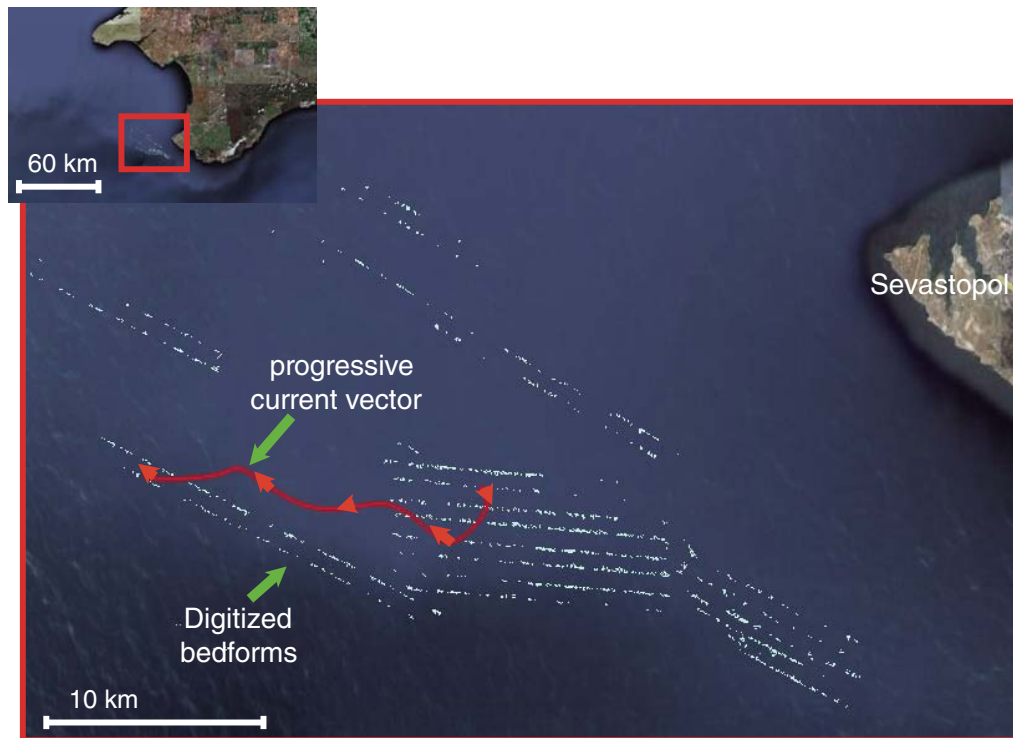 60 km
Sevastopol
progressive
current vector
Digitized
bedforms
10 km